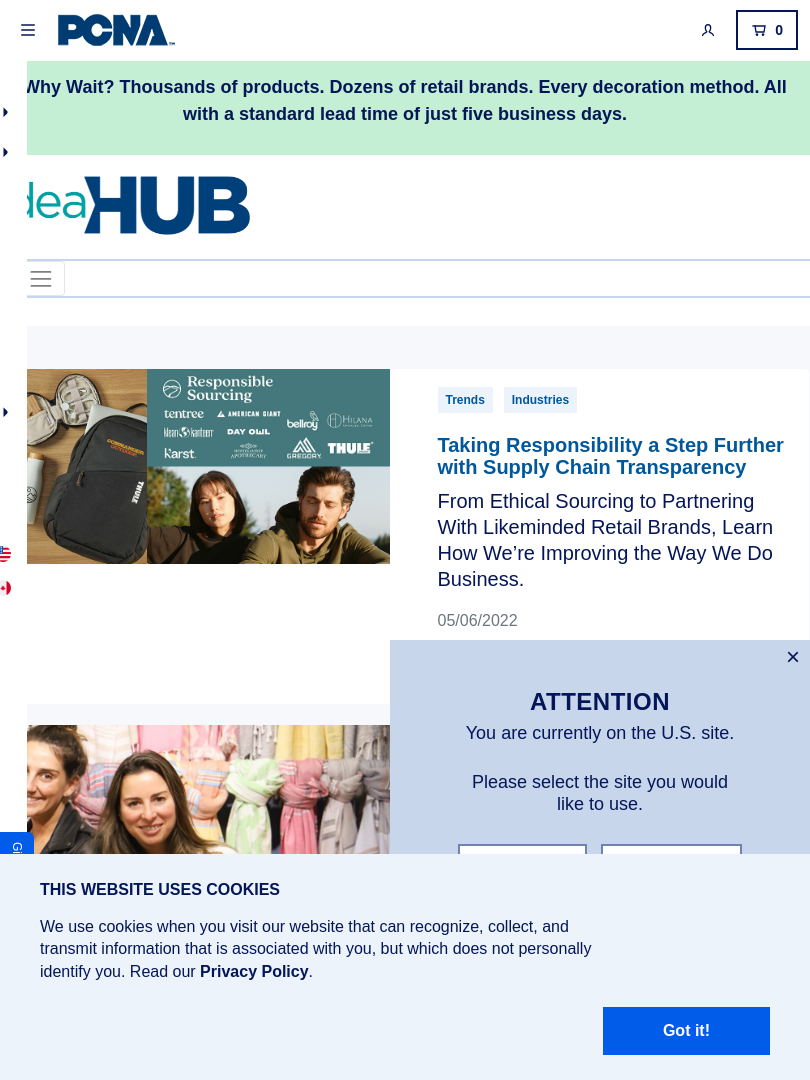 PCNA
0
Why Wait? Thousands of products. Dozens of retail brands. Every decoration method. All
with a standard lead time of just five business days.
deaHUB
Responsible
Sourcing
tentree
AMERICAN GIANT
bellroy
HILANA
klean kanteen
DAY OWL
Karst
APOTHECARY
GREGORY
THULE
THULE
Trends
Industries
Taking Responsibility a Step Further
with Supply Chain Transparency
From Ethical Sourcing to Partnering
With Likeminded Retail Brands, Learn
How We’re Improving the Way We Do
Business.
05/06/2022
ATTENTION
You are currently on the U.S. site.
Please select the site you would
like to use.
Gi
THIS WEBSITE USES COOKIES
We use cookies when you visit our website that can recognize, collect, and
transmit information that is associated with you, but which does not personally
identify you. Read our Privacy Policy.
Got it!